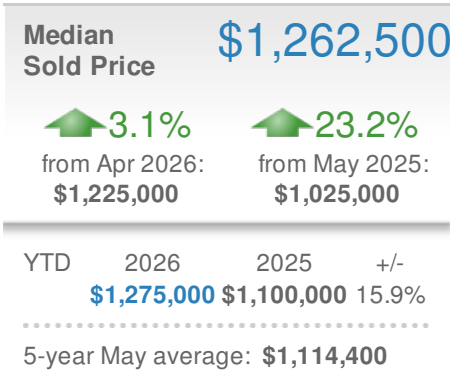 Median $1,262,500
Sold Price
3.1% 23.2%
from Apr 2026: from May 2025:
$1,225,000 $1,025,000
YTD 2026 2025 +/-
$1,275,000 $1,100,000 15.9%
5-year May average: $1,114,400